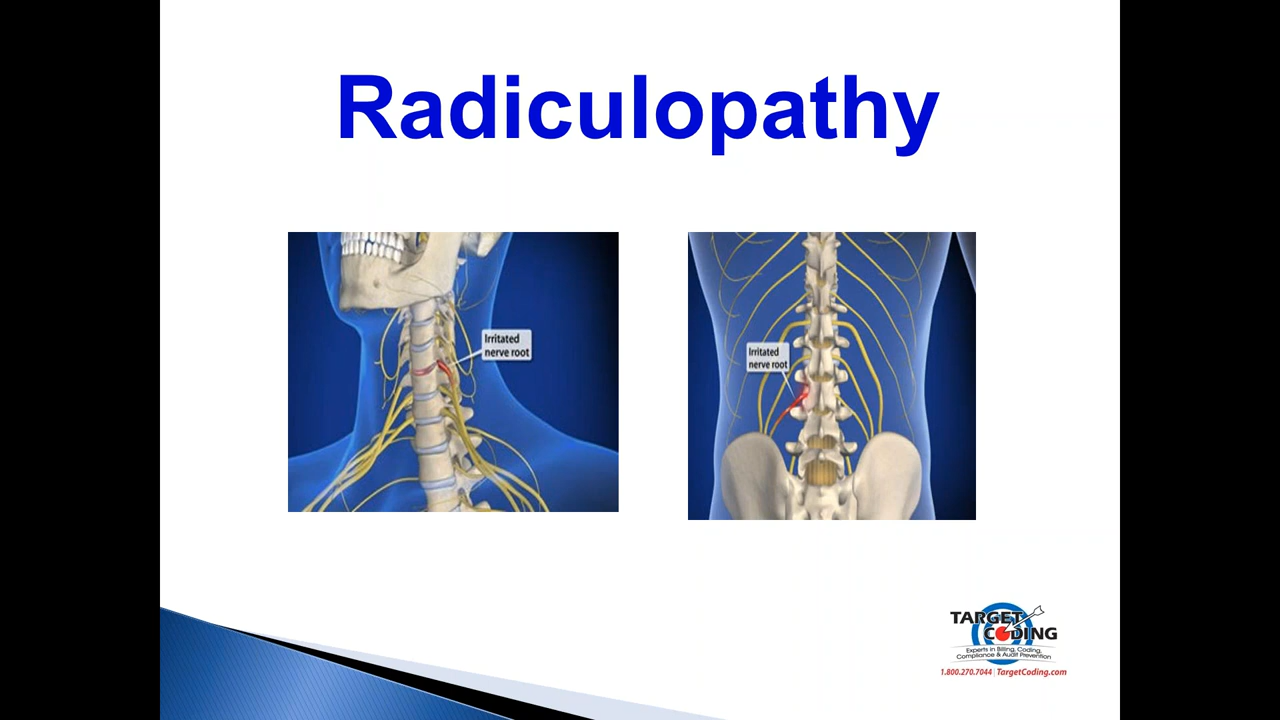 Radiculopathy
Irritated
nerve root
Irritated
nerve root
TARGET
CODING
Experts in Billing, Coding,
Compliance & Audit Prevention
1.800.270.7044 | TargetCoding.com